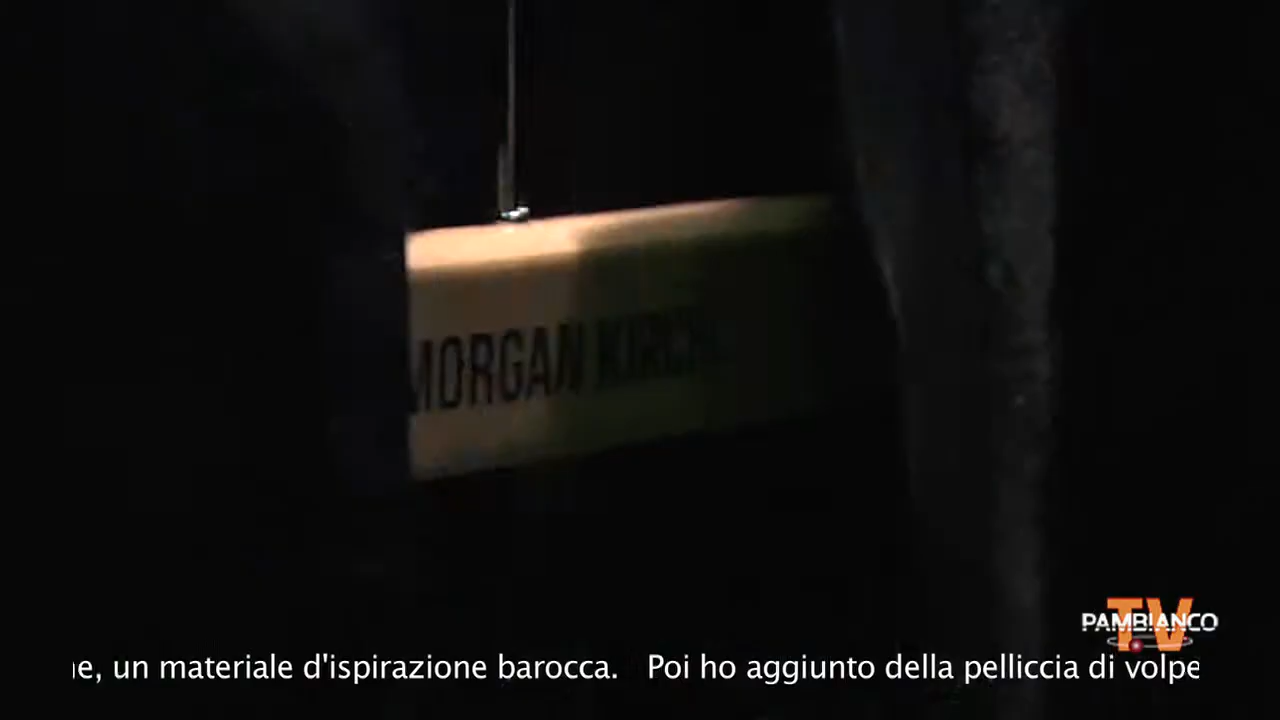 MORGAN
TV
PAMBIANCO
un materiale d'ispirazione barocca. Poi ho aggiunto della pelliccia di volpe